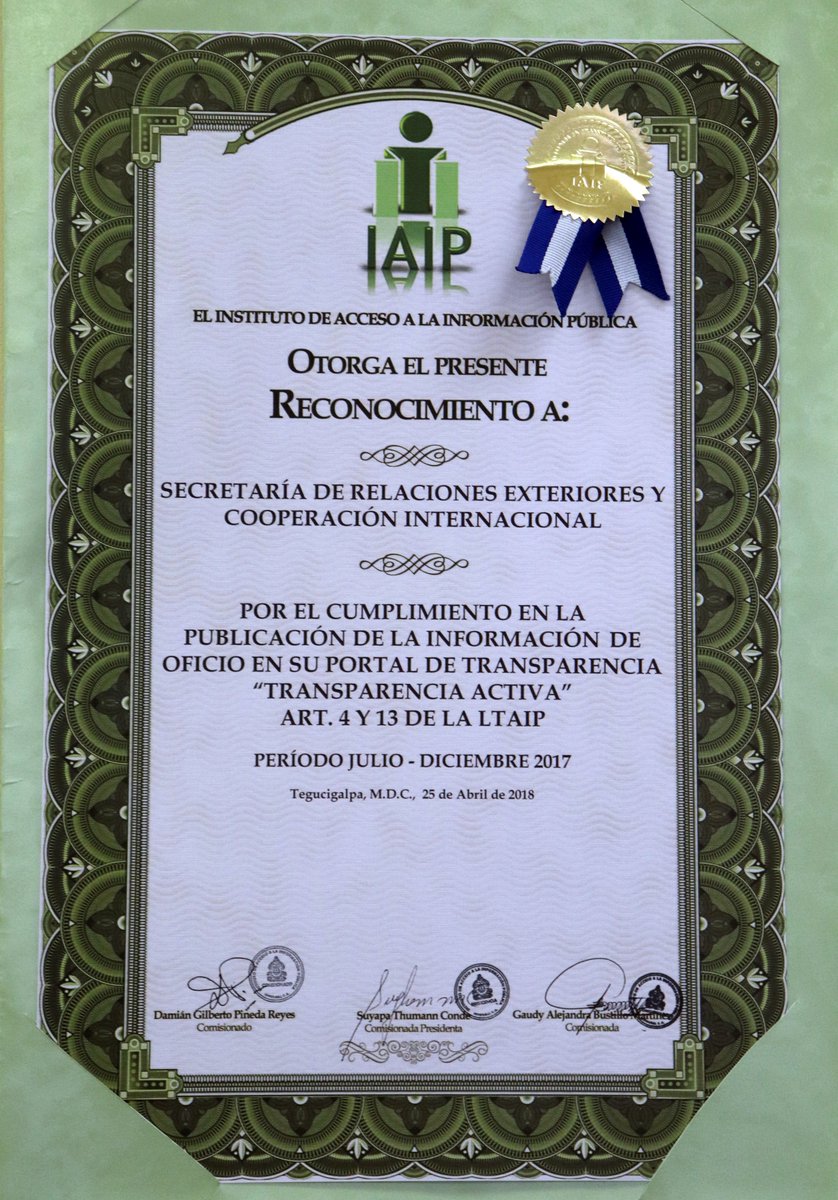 IAIP
IAIP
EL INSTITUTO DE ACCESO A LA INFORMACIÓN PÚBLICA
OTORGA EL PRESENTE
RECONOCIMIENTO A:
SECRETARÍA DE RELACIONES EXTERIORES Y
COOPERACIÓN INTERNACIONAL
POR EL CUMPLIMIENTO EN LA
PUBLICACIÓN DE LA INFORMACIÓN DE
OFICIO EN SU PORTAL DE TRANSPARENCIA
“TRANSPARENCIA ACTIVA”
ART. 4 Y 13 DE LA LTAIP
PERÍODO JULIO - DICIEMBRE 2017
Tegucigalpa, M.D.C., 25 de Abril de 2018
Damián Gilberto Pineda Reyes
Comisionado
Suyapa Thumann Conde
Comisionada Presidenta
Gaudy Alejandra Bustillo Martínez
Comisionada